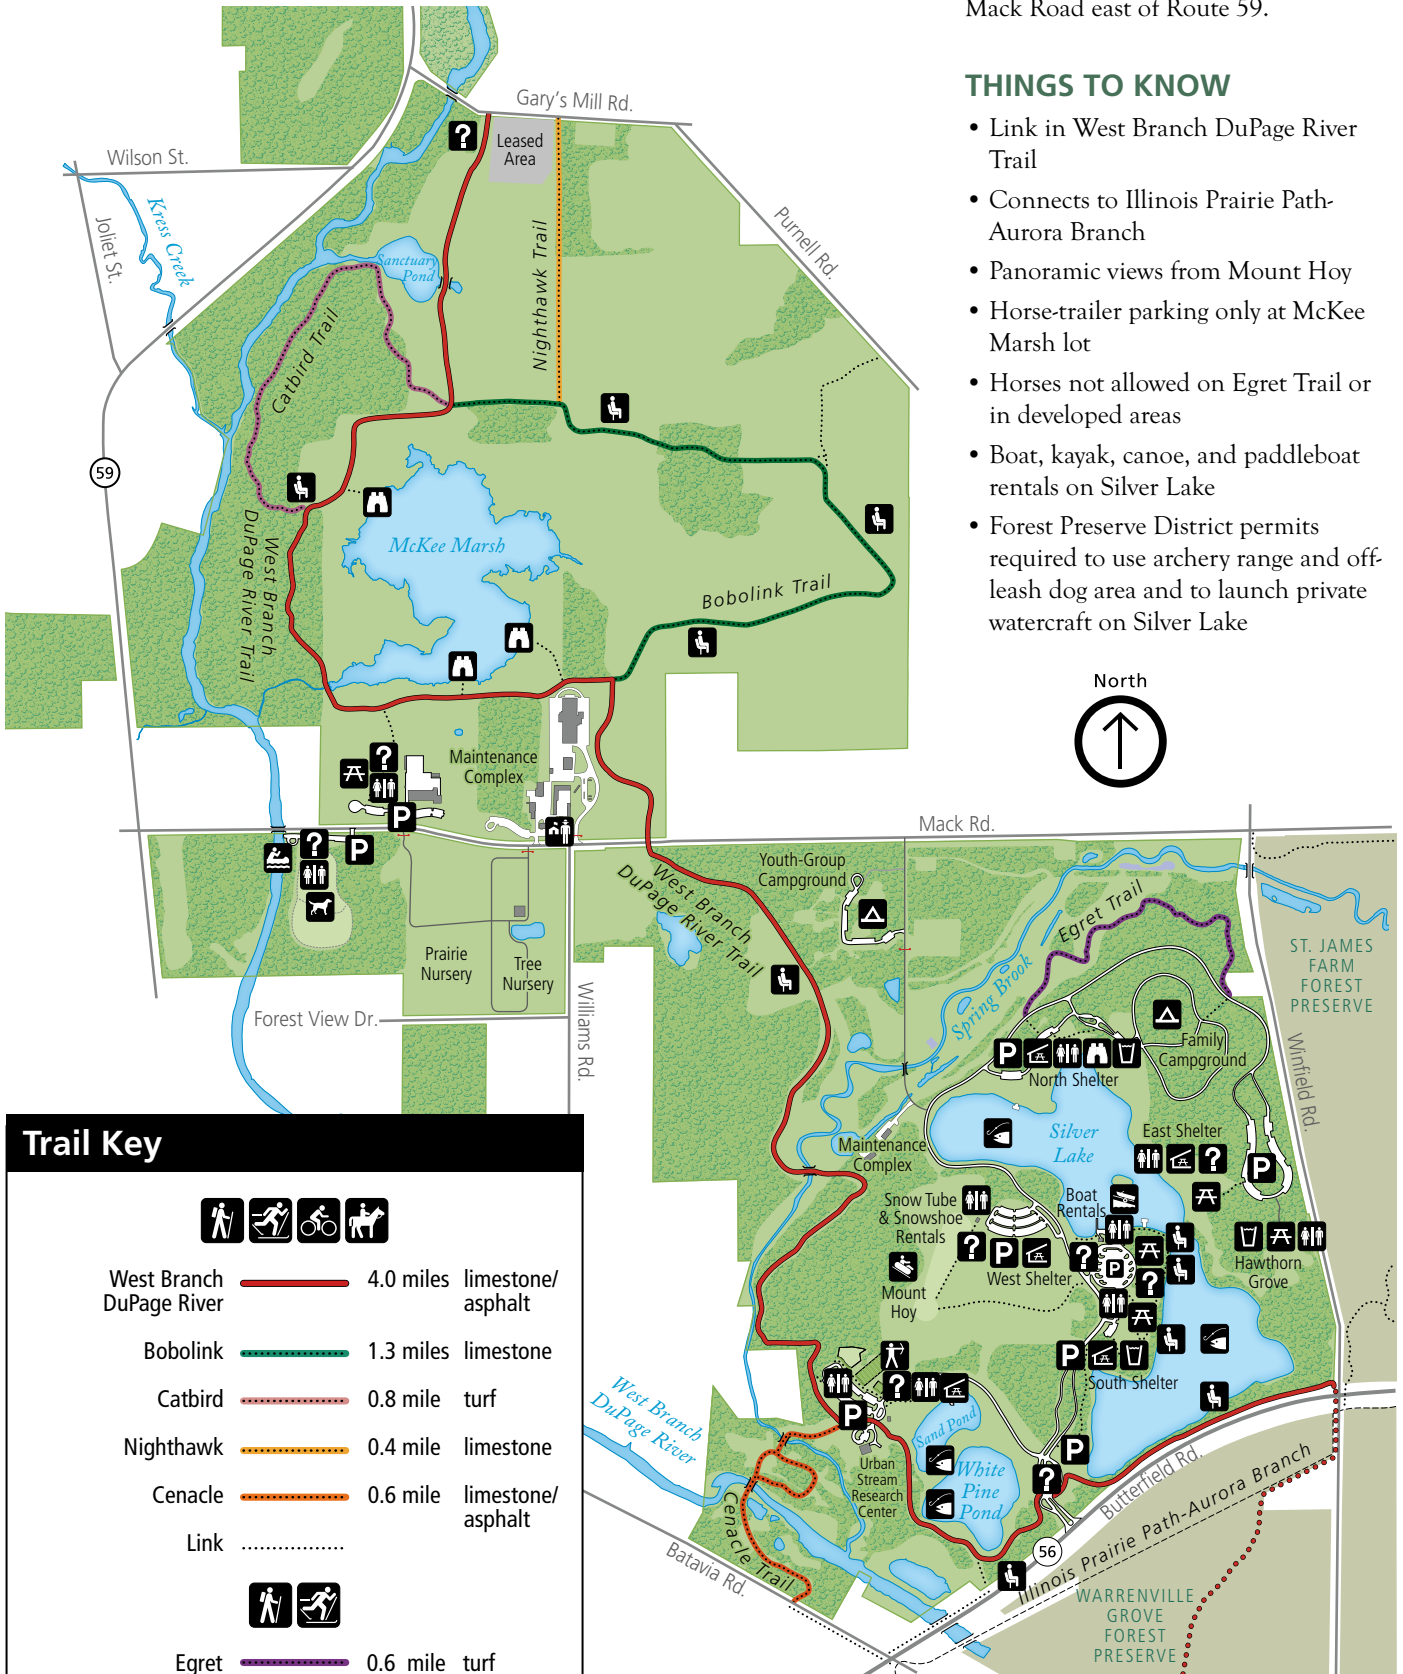 Mack Road east of Route 59.
THINGS TO KNOW
• Link in West Branch DuPage River
Trail
• Connects to Illinois Prairie Path-
Aurora Branch
• Panoramic views from Mount Hoy
• Horse-trailer parking only at McKee
Marsh lot
• Horses not allowed on Egret Trail or
in developed areas
• Boat, kayak, canoe, and paddleboat
rentals on Silver Lake
• Forest Preserve District permits
required to use archery range and off-
leash dog area and to launch private
watercraft on Silver Lake
North
Gary's Mill Rd.
Leased
Area
Wilson St.
Joliet St.
Kress Creek
Purnell Rd.
Sanctuary
Pond
Nighthawk Trail
Catbird Trail
59
McKee Marsh
West Branch
DuPage River Trail
Bobolink Trail
Maintenance
Complex
P
P
Mack Rd.
Youth-Group
Campground
West Branch
DuPage River Trail
Egret Trail
Prairie
Nursery
Tree
Nursery
Spring Brook
ST. JAMES
FARM
FOREST
PRESERVE
Forest View Dr.
Williams Rd.
Winfield Rd.
Family
Campground
P
North Shelter
Maintenance
Complex
Silver
Lake
East Shelter
P
Snow Tube
& Snowshoe
Rentals
Boat
Rentals
P
West Shelter
P
Hawthorn
Grove
Mount
Hoy
P
South Shelter
P
Sand Pond
White
Pine
Pond
Urban
Stream
Research
Center
P
West Branch
DuPage River
Cenacle Trail
Batavia Rd.
Butterfield Rd.
56
Illinois Prairie Path-Aurora Branch
WARRENVILLE
GROVE
FOREST
PRESERVE
Trail Key
West Branch
DuPage River
4.0 miles limestone/
asphalt
Bobolink 1.3 miles limestone
Catbird 0.8 mile turf
Nighthawk 0.4 mile limestone
Cenacle 0.6 mile limestone/
asphalt
Link
Egret 0.6 mile turf